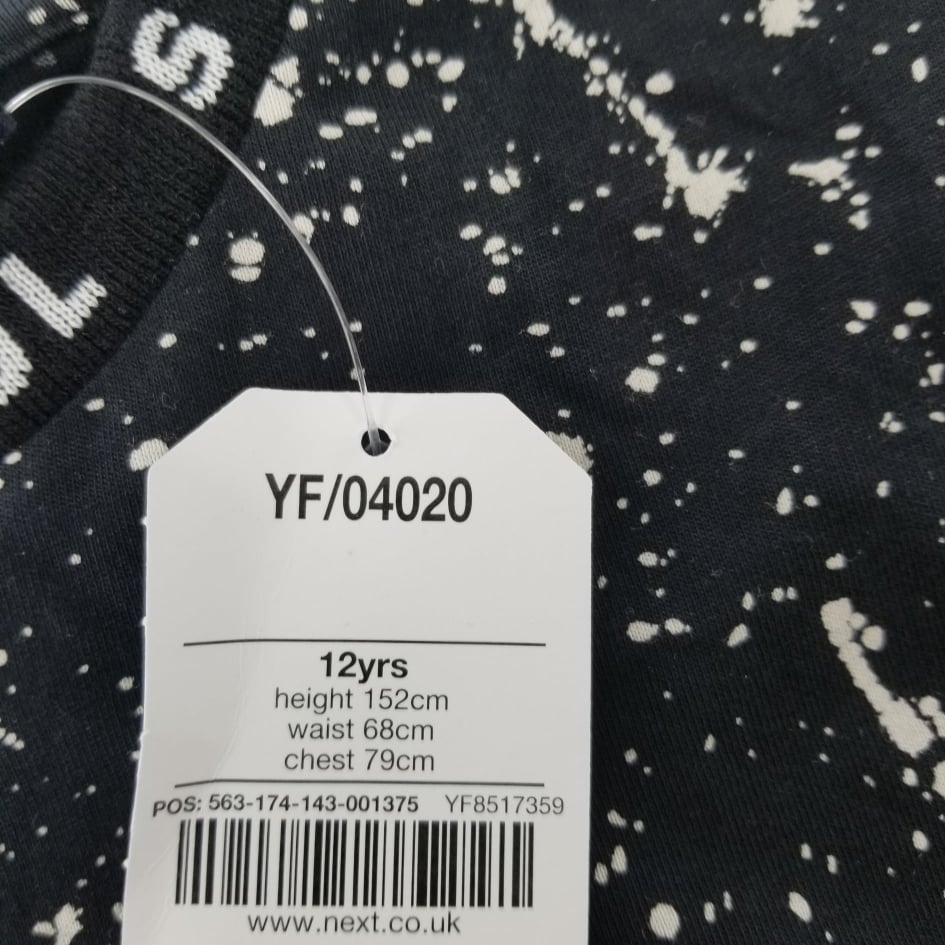 S
L
YF/04020
12yrs
height 152cm
waist 68cm
chest 79cm
POS: 563-174-143-001375 YF8517359
www.next.co.uk